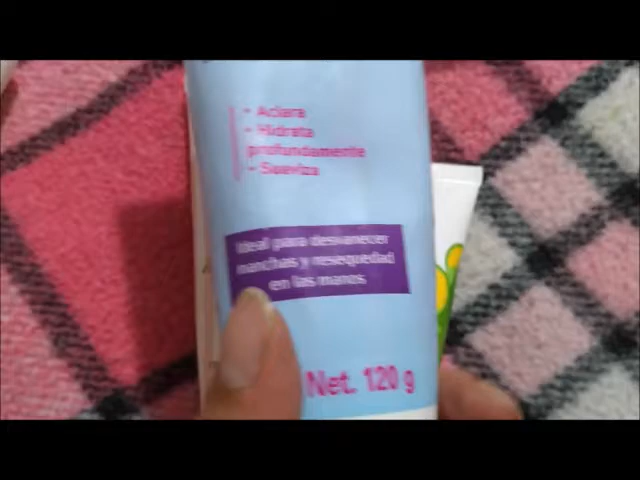 - Aclara
- Hidrata
profundamente
- Suaviza
Ideal para desvanecer
manchas y resequedad
en las manos
Net. 120 g